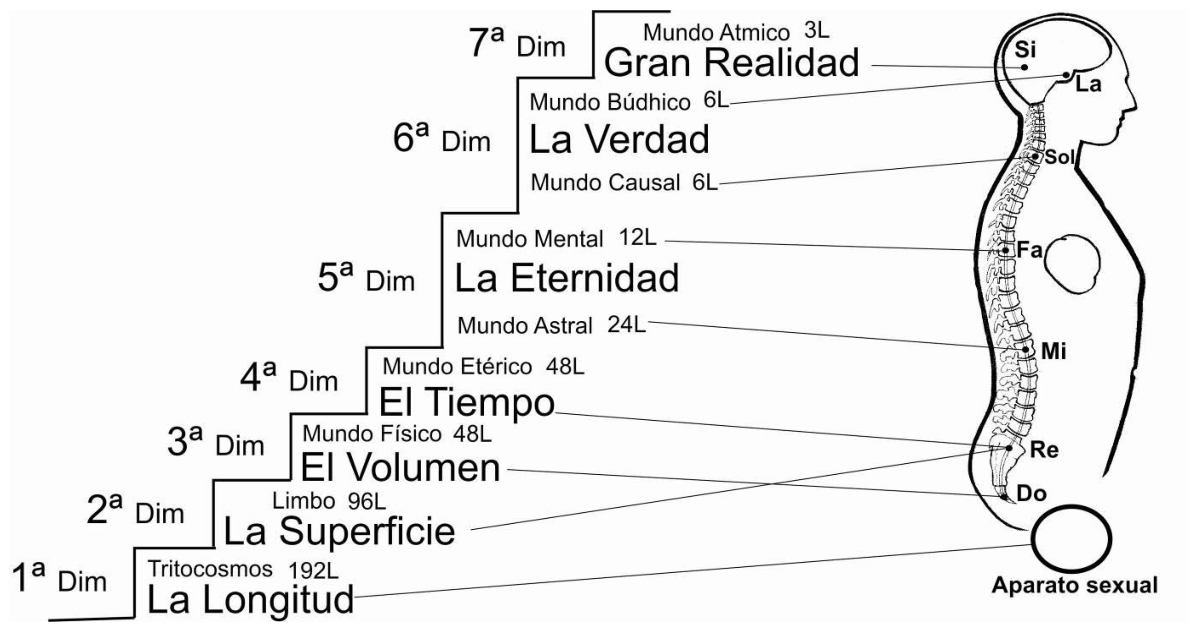 7ª Dim
Mundo Atmico 3L
Gran Realidad
6ª Dim
Mundo Búdhico 6L
La Verdad
Mundo Causal 6L
5ª Dim
Mundo Mental 12L
La Eternidad
Mundo Astral 24L
4ª Dim
Mundo Etérico 48L
El Tiempo
3ª Dim
Mundo Físico 48L
El Volumen
2ª Dim
Limbo 96L
La Superficie
1ª Dim
Tritocosmos 192L
La Longitud
Si
La
Sol
Fa
Mi
Re
Do
Aparato sexual